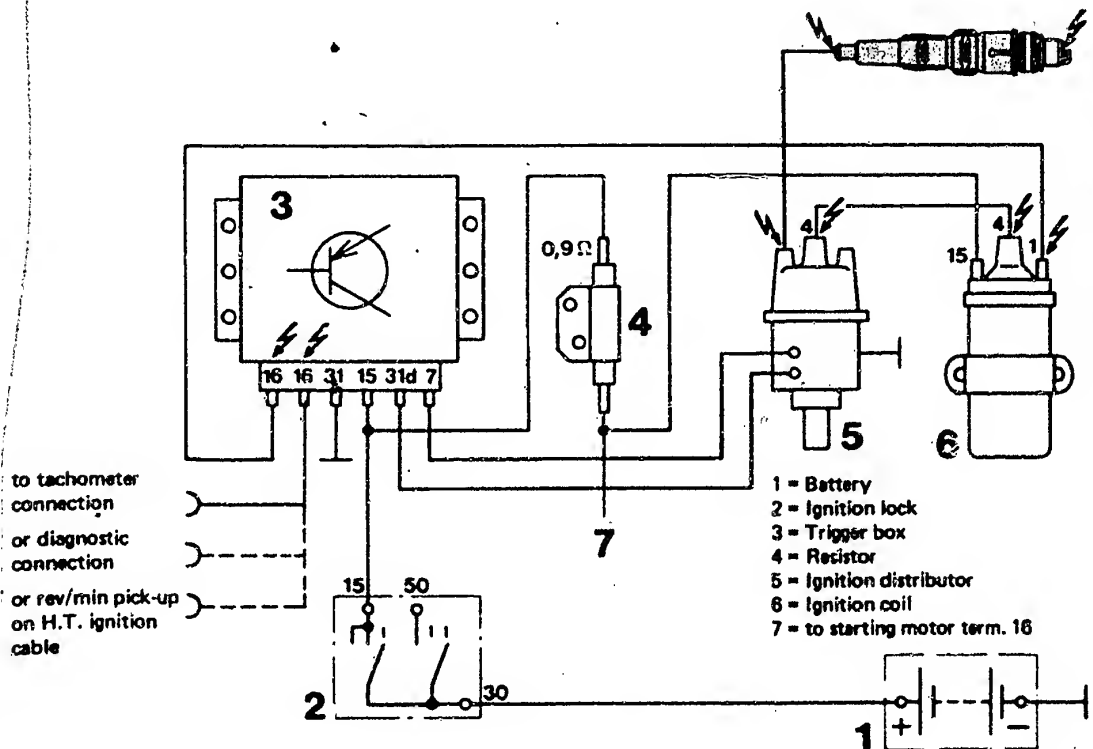 3
4
4
1
15
0,9Ω
4
16 16 31 15 31d 7
5
6
to tachometer
connection
or diagnostic
connection
or rev/min pick-up
on H.T. ignition
cable
7
1 = Battery
2 = Ignition lock
3 = Trigger box
4 = Resistor
5 = Ignition distributor
6 = Ignition coil
7 = to starting motor term. 16
15 50
30
2
1
+ −